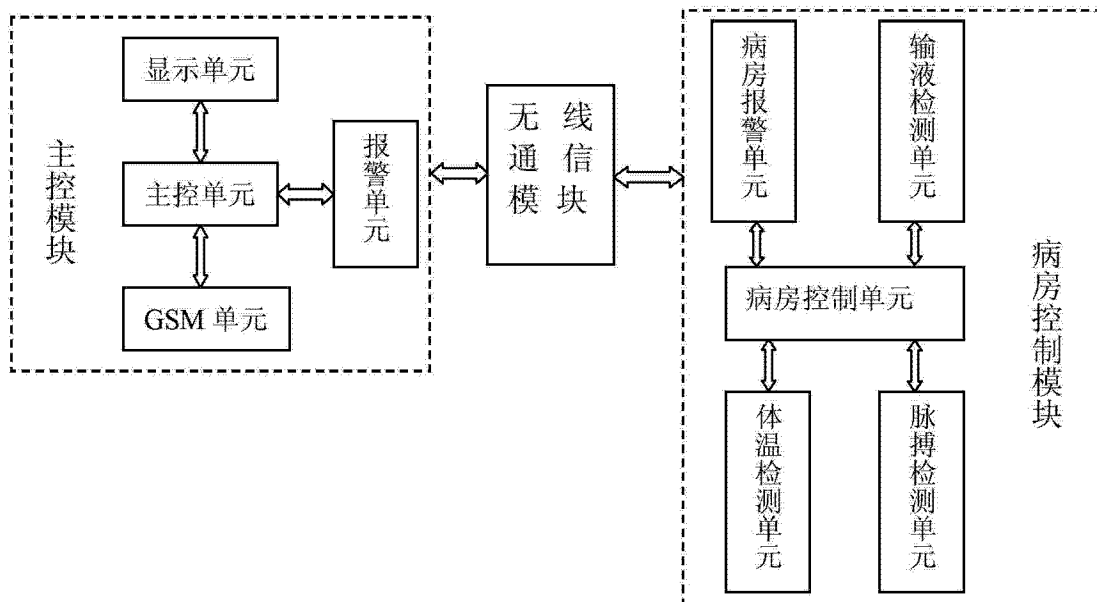 显示单元
主控模块
主控单元
报警单元
GSM 单元
无线
通信
模块
病房报警单元
输液检测单元
病房控制单元
病房控制模块
体温检测单元
脉搏检测单元